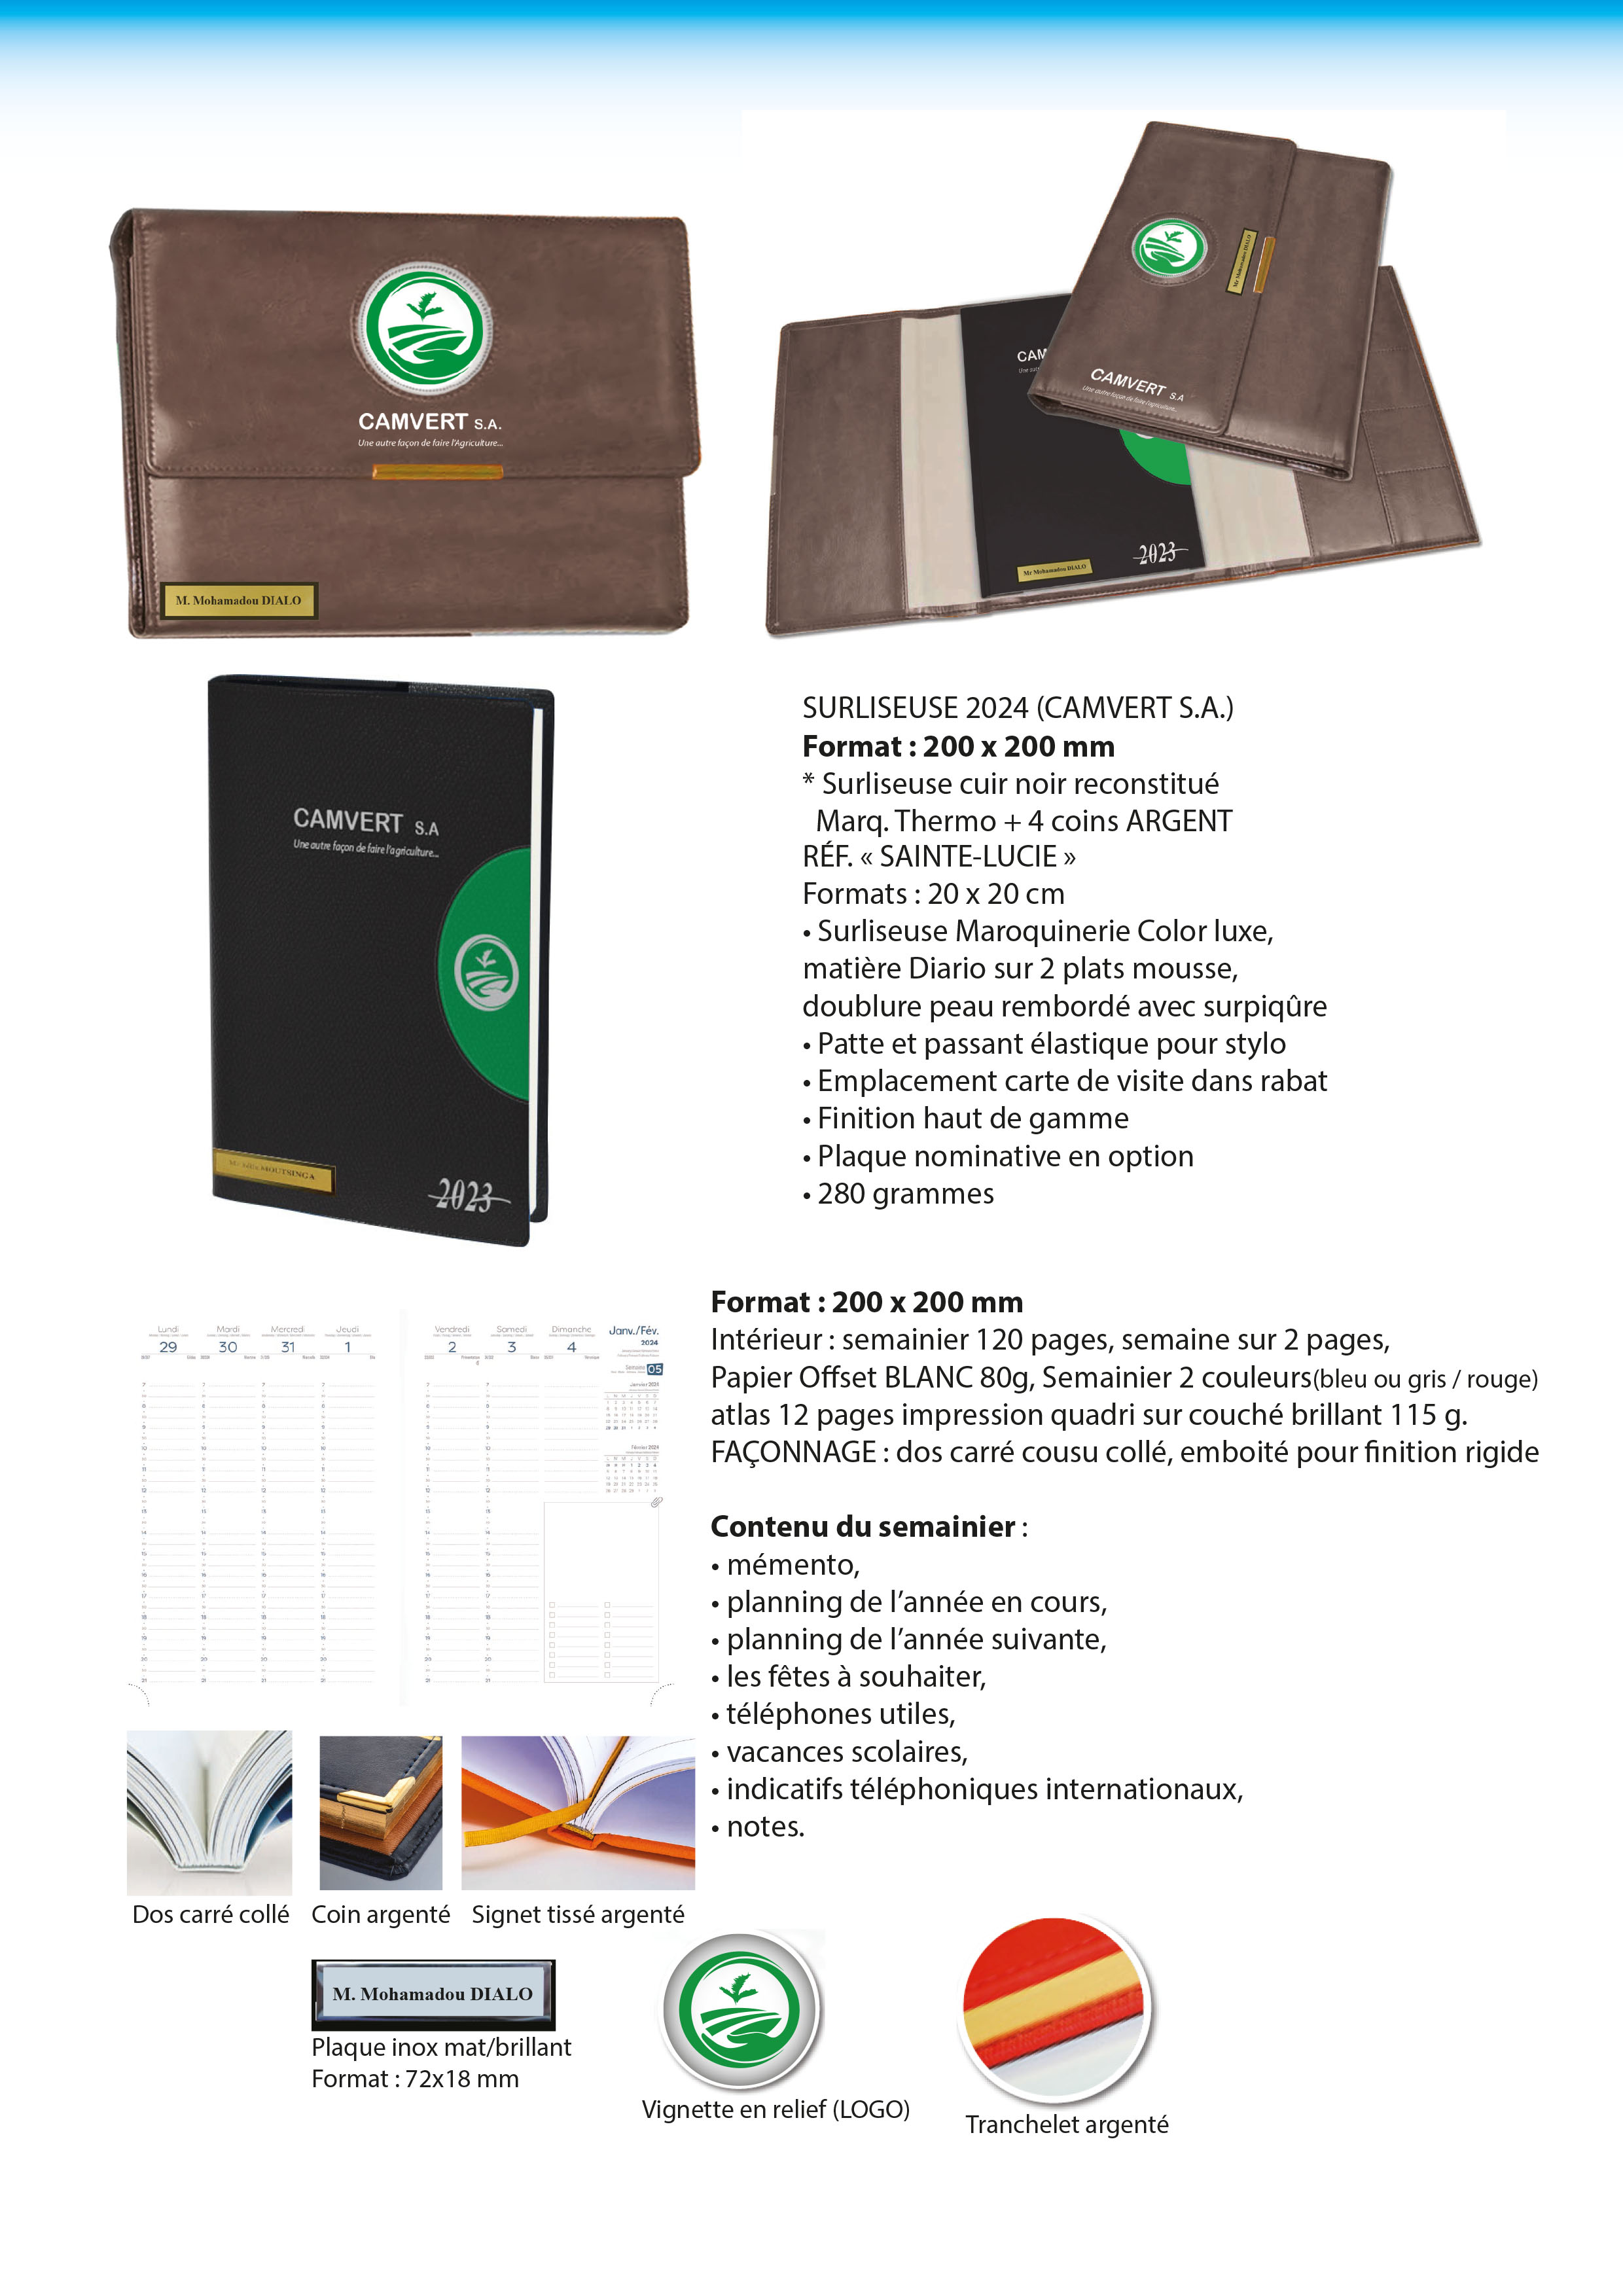 CAMVERT S.A.
Une autre façon de faire l'Agriculture...
M. Mohamadou DIALO
CAM
Mr Mohamadou DIALO
CAMVERT S.A
Une autre façon de faire l'agriculture...
2023
Mr Mohamadou DIALO
CAMVERT S.A
Une autre façon de faire l'agriculture...
MOUTSINGA
2023
SURLISEUSE 2024 (CAMVERT S.A.)
Format : 200 x 200 mm
* Surliseuse cuir noir reconstitué
Marq. Thermo + 4 coins ARGENT
RÉF. « SAINTE-LUCIE »
Formats : 20 x 20 cm
• Surliseuse Maroquinerie Color luxe,
matière Diario sur 2 plats mousse,
doublure peau rembordé avec surpiqûre
• Patte et passant élastique pour stylo
• Emplacement carte de visite dans rabat
• Finition haut de gamme
• Plaque nominative en option
• 280 grammes
Lundi Mardi Mercredi Jeudi Vendredi Samedi Dimanche Janv./Fév.
29 30 31 1 2 3 4 2024
Semaine 05
Février 2024
Format : 200 x 200 mm
Intérieur : semainier 120 pages, semaine sur 2 pages,
Papier Offset BLANC 80g, Semainier 2 couleurs(bleu ou gris / rouge)
atlas 12 pages impression quadri sur couché brillant 115 g.
FAÇONNAGE : dos carré cousu collé, emboité pour finition rigide
Contenu du semainier :
• mémento,
• planning de l’année en cours,
• planning de l’année suivante,
• les fêtes à souhaiter,
• téléphones utiles,
• vacances scolaires,
• indicatifs téléphoniques internationaux,
• notes.
Dos carré collé
Coin argenté
Signet tissé argenté
M. Mohamadou DIALO
Plaque inox mat/brillant
Format : 72x18 mm
Vignette en relief (LOGO)
Tranchelet argenté